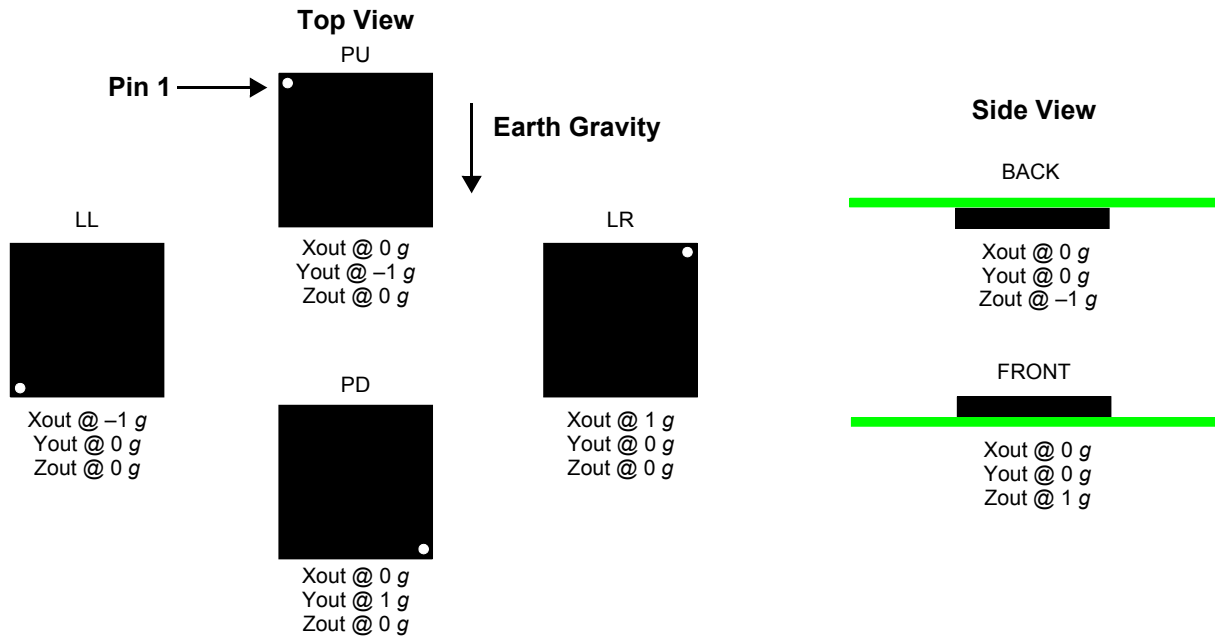 Top View
PU
Pin 1
Earth Gravity
Xout @ 0 g
Yout @ –1 g
Zout @ 0 g
LL
Xout @ –1 g
Yout @ 0 g
Zout @ 0 g
LR
Xout @ 1 g
Yout @ 0 g
Zout @ 0 g
PD
Xout @ 0 g
Yout @ 1 g
Zout @ 0 g
Side View
BACK
Xout @ 0 g
Yout @ 0 g
Zout @ –1 g
FRONT
Xout @ 0 g
Yout @ 0 g
Zout @ 1 g